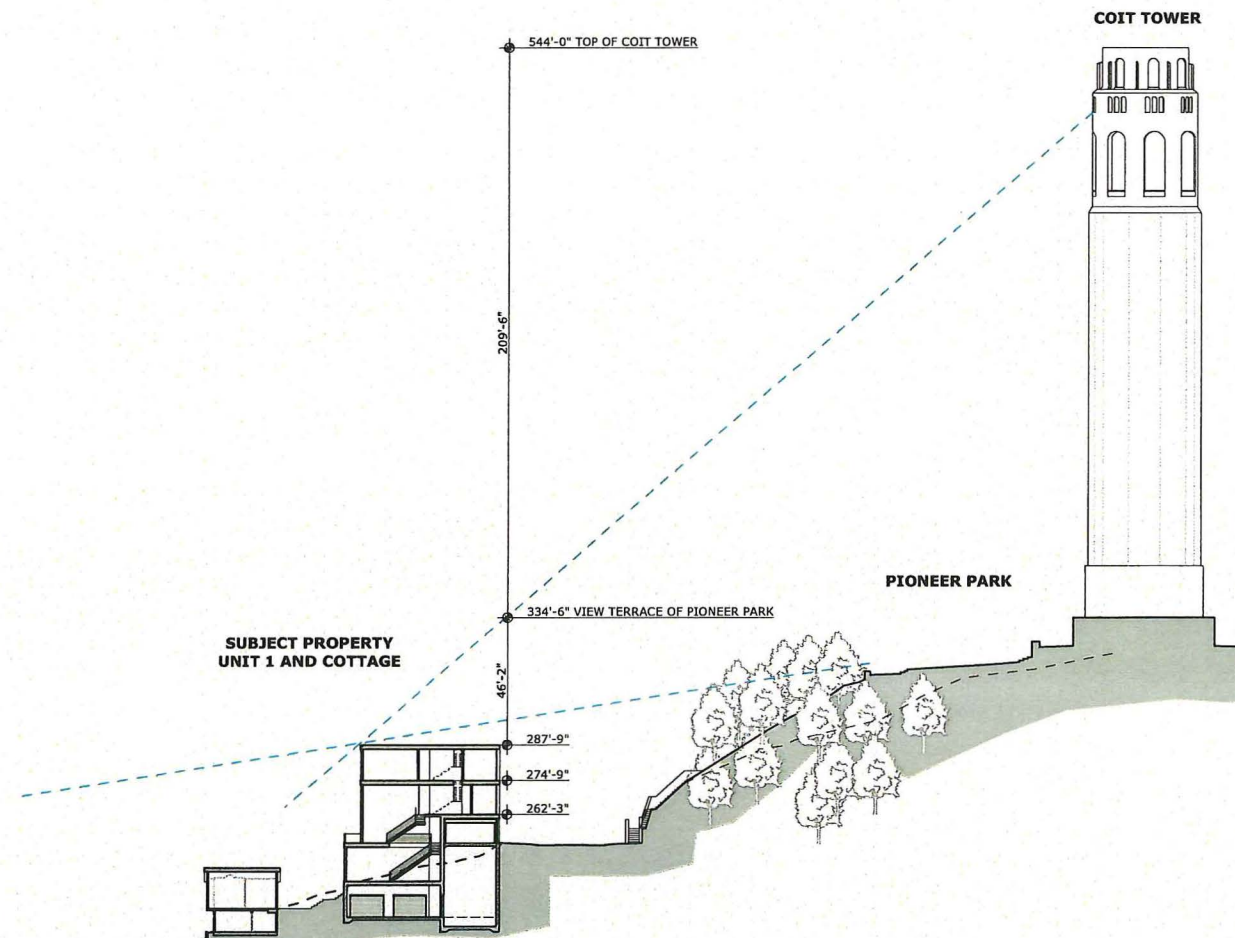 COIT TOWER
544'-0" TOP OF COIT TOWER
209'-6"
PIONEER PARK
334'-6" VIEW TERRACE OF PIONEER PARK
SUBJECT PROPERTY
UNIT 1 AND COTTAGE
46'-2"
287'-9"
274'-9"
262'-3"